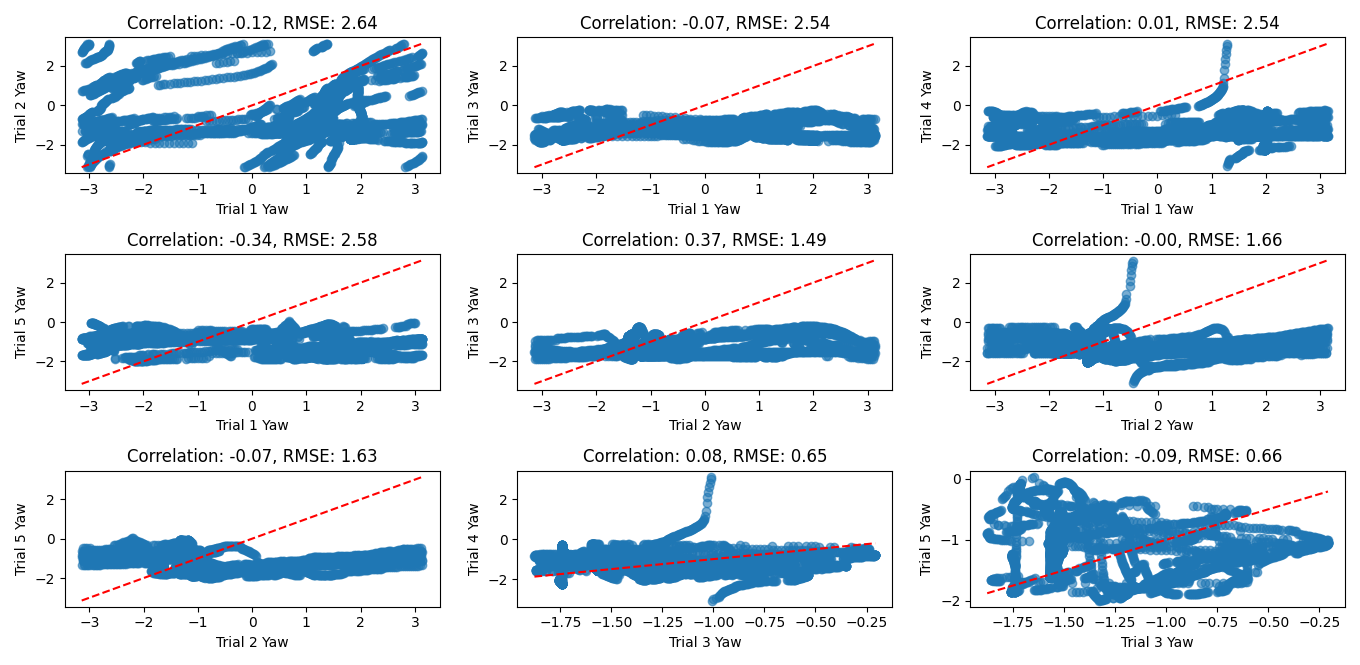 Correlation: -0.12, RMSE: 2.64
Trial 2 Yaw
2
0
−2
−3 −2 −1 0 1 2 3
Trial 1 Yaw
Correlation: -0.07, RMSE: 2.54
Trial 3 Yaw
2
0
−2
−3 −2 −1 0 1 2 3
Trial 1 Yaw
Correlation: 0.01, RMSE: 2.54
Trial 4 Yaw
2
0
−2
−3 −2 −1 0 1 2 3
Trial 1 Yaw
Correlation: -0.34, RMSE: 2.58
Trial 5 Yaw
2
0
−2
−3 −2 −1 0 1 2 3
Trial 1 Yaw
Correlation: 0.37, RMSE: 1.49
Trial 3 Yaw
2
0
−2
−3 −2 −1 0 1 2 3
Trial 2 Yaw
Correlation: -0.00, RMSE: 1.66
Trial 4 Yaw
2
0
−2
−3 −2 −1 0 1 2 3
Trial 2 Yaw
Correlation: -0.07, RMSE: 1.63
Trial 5 Yaw
2
0
−2
−3 −2 −1 0 1 2 3
Trial 2 Yaw
Correlation: 0.08, RMSE: 0.65
Trial 4 Yaw
2
0
−2
−1.75 −1.50 −1.25 −1.00 −0.75 −0.50 −0.25
Trial 3 Yaw
Correlation: -0.09, RMSE: 0.66
Trial 5 Yaw
0
−1
−2
−1.75 −1.50 −1.25 −1.00 −0.75 −0.50 −0.25
Trial 3 Yaw